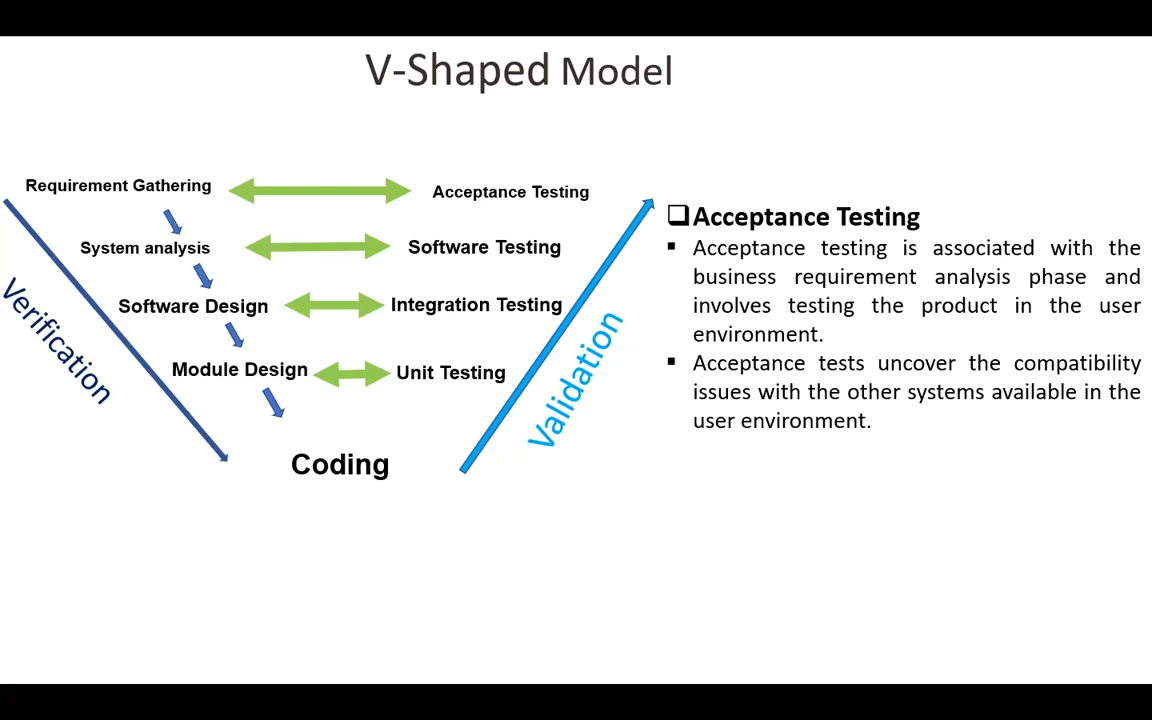 V-Shaped Model
Requirement Gathering
Acceptance Testing
System analysis
Software Testing
Software Design
Integration Testing
Module Design
Unit Testing
Coding
Verification
Validation
Acceptance Testing
Acceptance testing is associated with the
business requirement analysis phase and
involves testing the product in the user
environment.
Acceptance tests uncover the compatibility
issues with the other systems available in the
user environment.